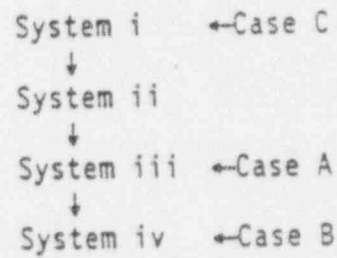 System i ←Case C
↓
System ii
↓
System iii ←Case A
↓
System iv ←Case B